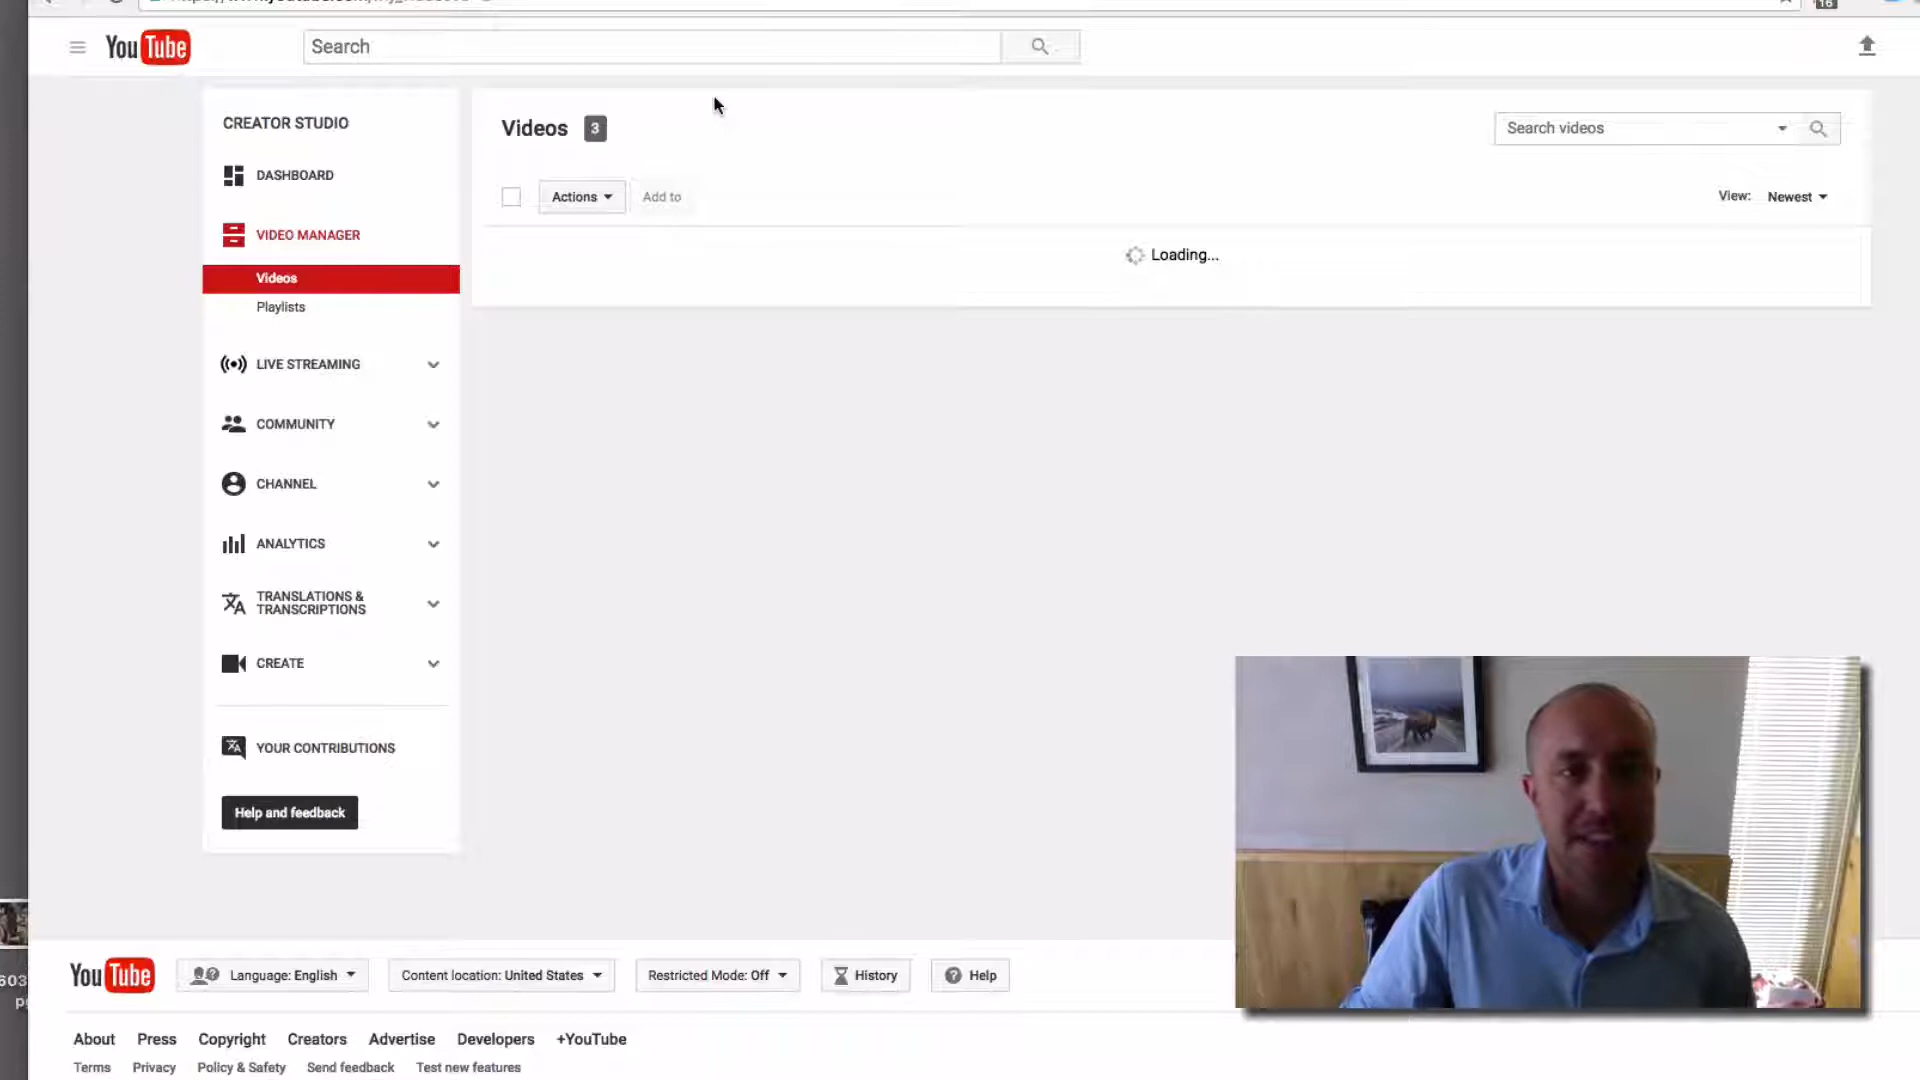 16
YouTube
Search
CREATOR STUDIO
DASHBOARD
VIDEO MANAGER
Videos
Playlists
LIVE STREAMING
COMMUNITY
CHANNEL
ANALYTICS
TRANSLATIONS &
TRANSCRIPTIONS
CREATE
YOUR CONTRIBUTIONS
Help and feedback
Videos 3
Search videos
Actions Add to
View: Newest
Loading...
603
YouTube Language: English Content location: United States Restricted Mode: Off History Help
About Press Copyright Creators Advertise Developers +YouTube
Terms Privacy Policy & Safety Send feedback Test new features